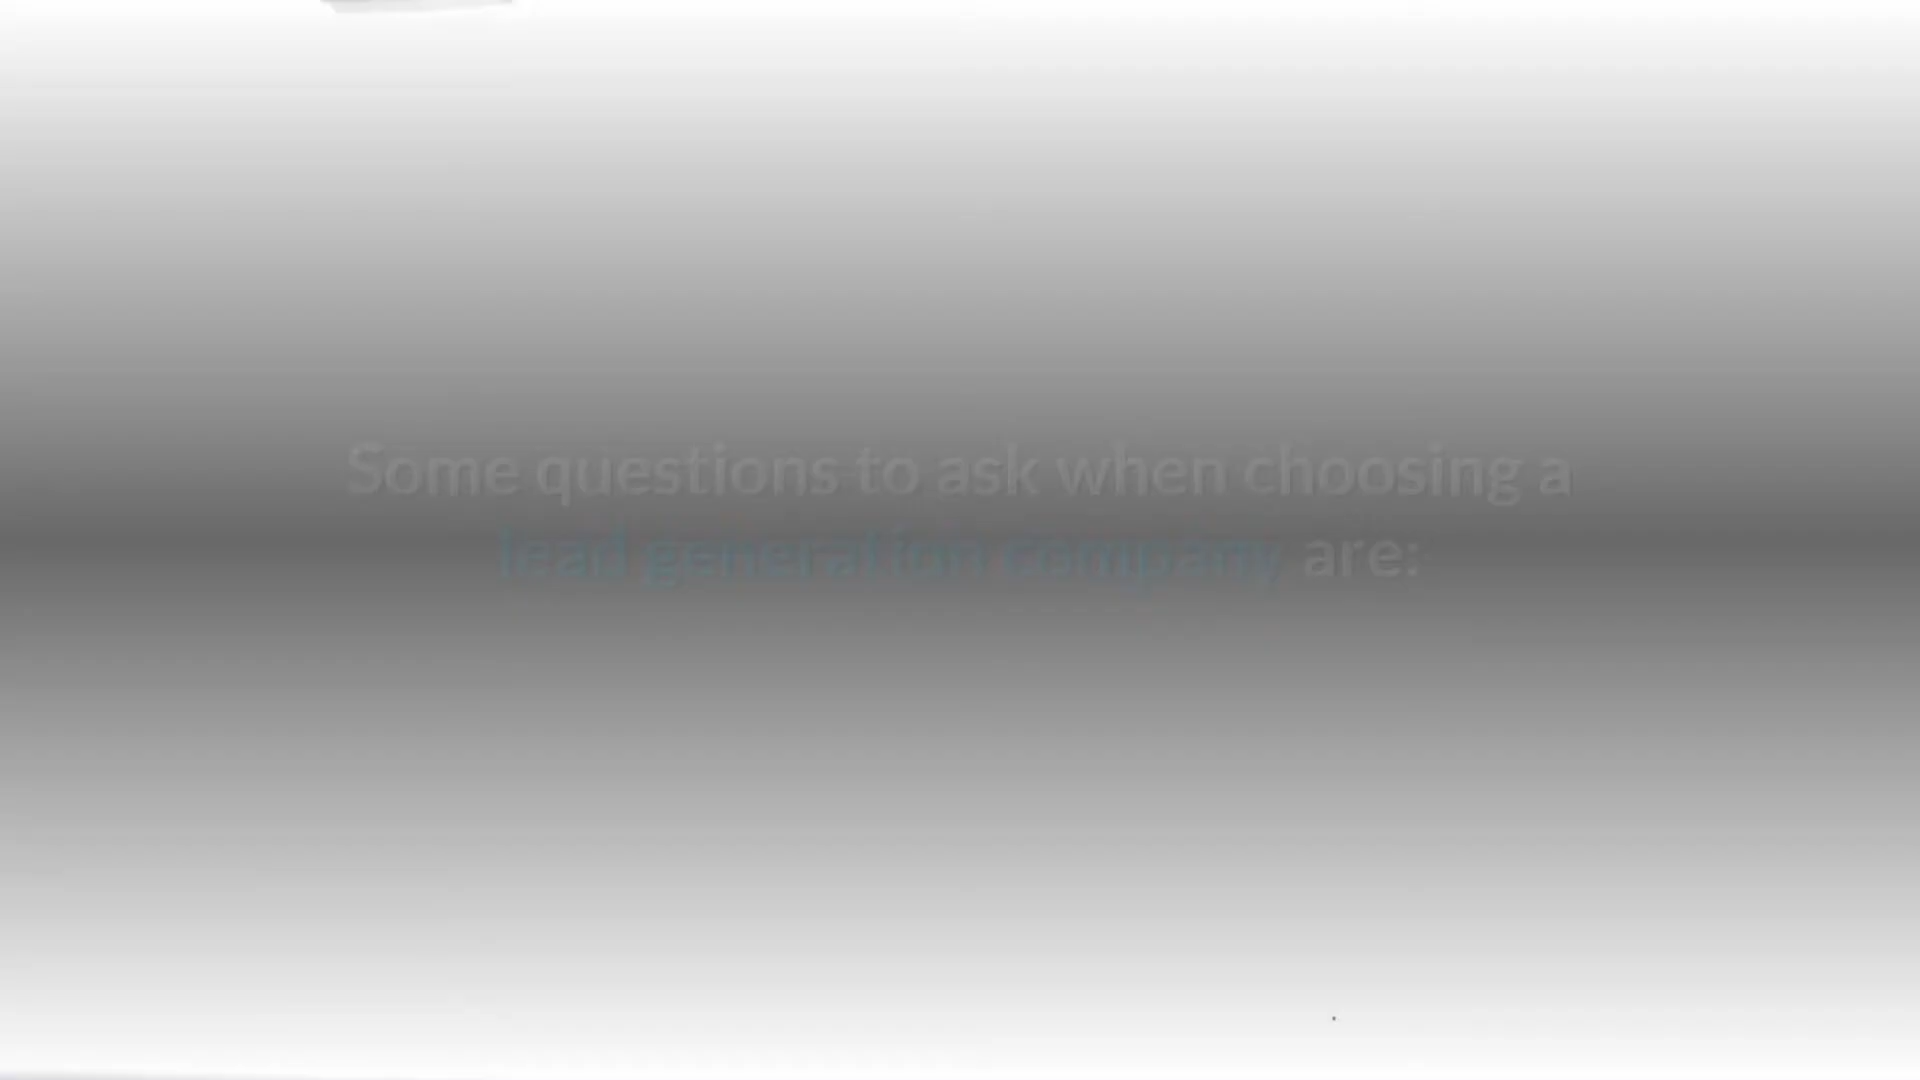 Some questions to ask when choosing a
lead generation company are: